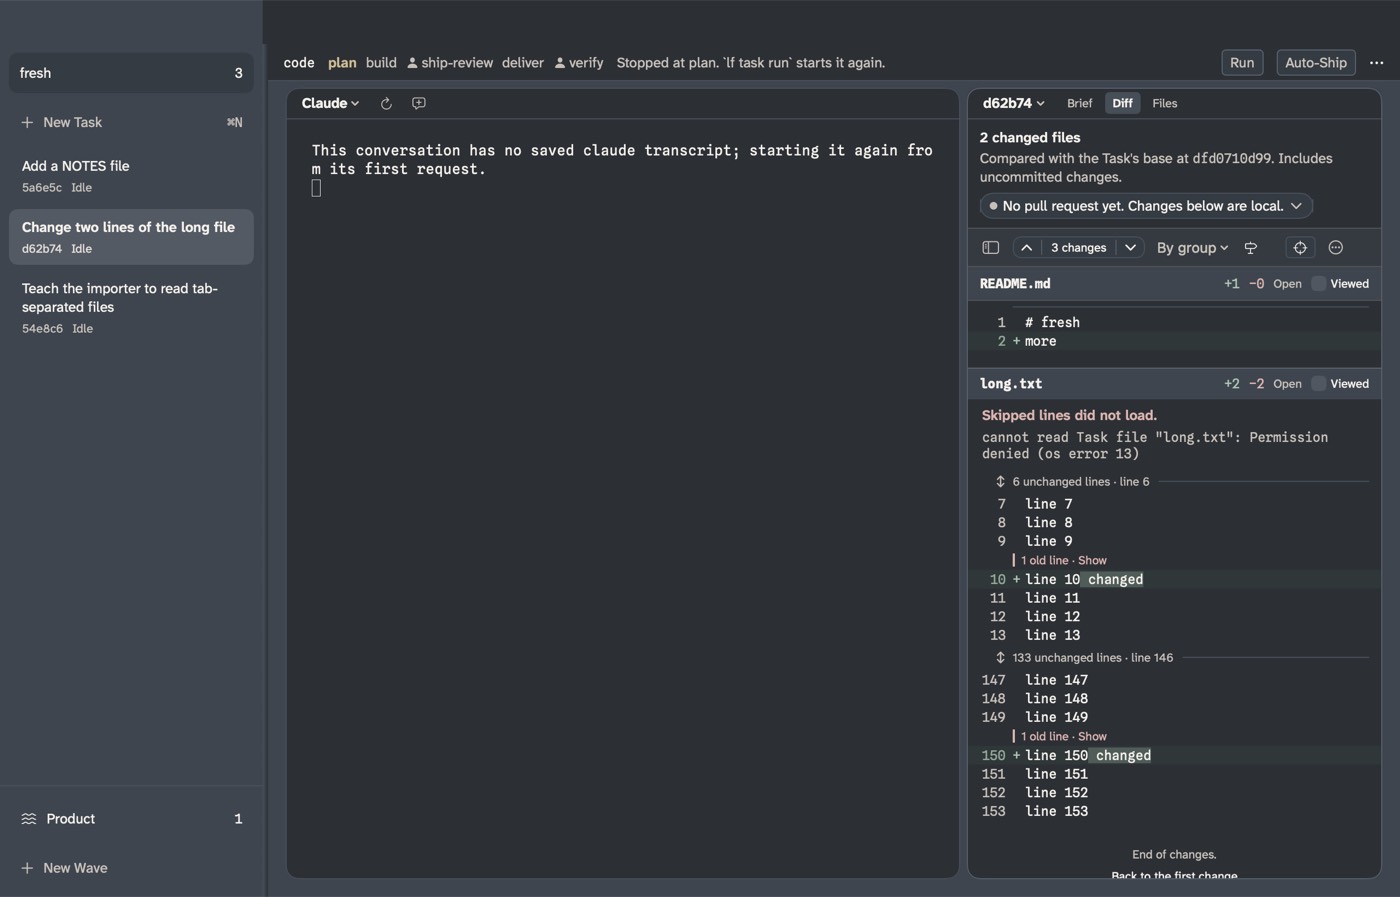 fresh 3
New Task ⌘N
Add a NOTES file
5a6e5c Idle
Change two lines of the long file
d62b74 Idle
Teach the importer to read tab-
separated files
54e8c6 Idle
Product 1
New Wave
code plan build ship-review deliver verify Stopped at plan. `lf task run` starts it again.
Run Auto-Ship
Claude
This conversation has no saved claude transcript; starting it again fro
m its first request.
d62b74 Brief Diff Files
2 changed files
Compared with the Task's base at dfd0710d99. Includes
uncommitted changes.
No pull request yet. Changes below are local.
3 changes By group
README.md +1 −0 Open Viewed
1 # fresh
2 + more
long.txt +2 −2 Open Viewed
Skipped lines did not load.
cannot read Task file "long.txt": Permission
denied (os error 13)
6 unchanged lines · line 6
7 line 7
8 line 8
9 line 9
1 old line · Show
10 + line 10 changed
11 line 11
12 line 12
13 line 13
133 unchanged lines · line 146
147 line 147
148 line 148
149 line 149
1 old line · Show
150 + line 150 changed
151 line 151
152 line 152
153 line 153
End of changes.
Back to the first change